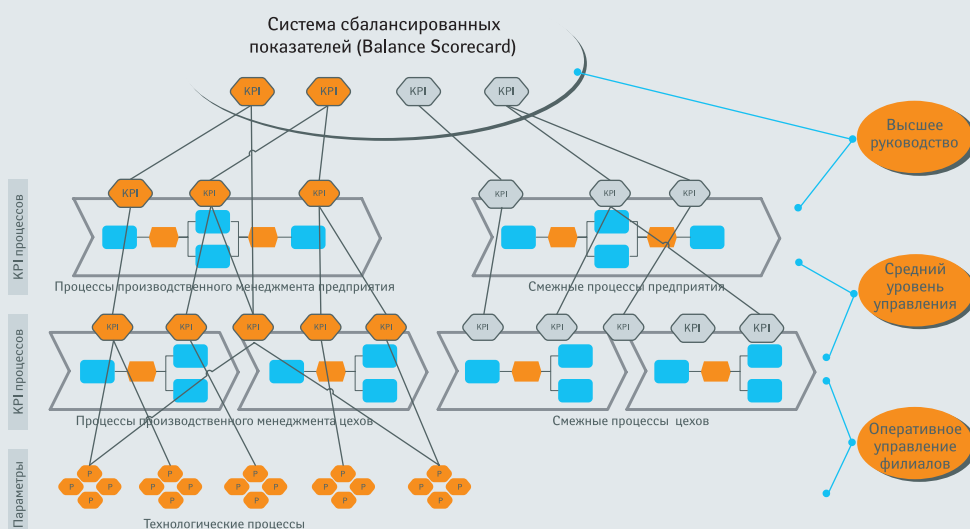 Система сбалансированных
показателей (Balance Scorecard)
KPI KPI KPI KPI
Высшее
руководство
KPI процессов
KPI KPI KPI KPI KPI KPI
Процессы производственного менеджмента предприятия
Смежные процессы предприятия
Средний
уровень
управления
KPI процессов
KPI KPI KPI KPI KPI KPI KPI KPI KPI KPI
Процессы производственного менеджмента цехов
Смежные процессы цехов
Оперативное
управление
филиалов
Параметры
P P P P P
P P P P P P P P P P
P P P P P
Технологические процессы